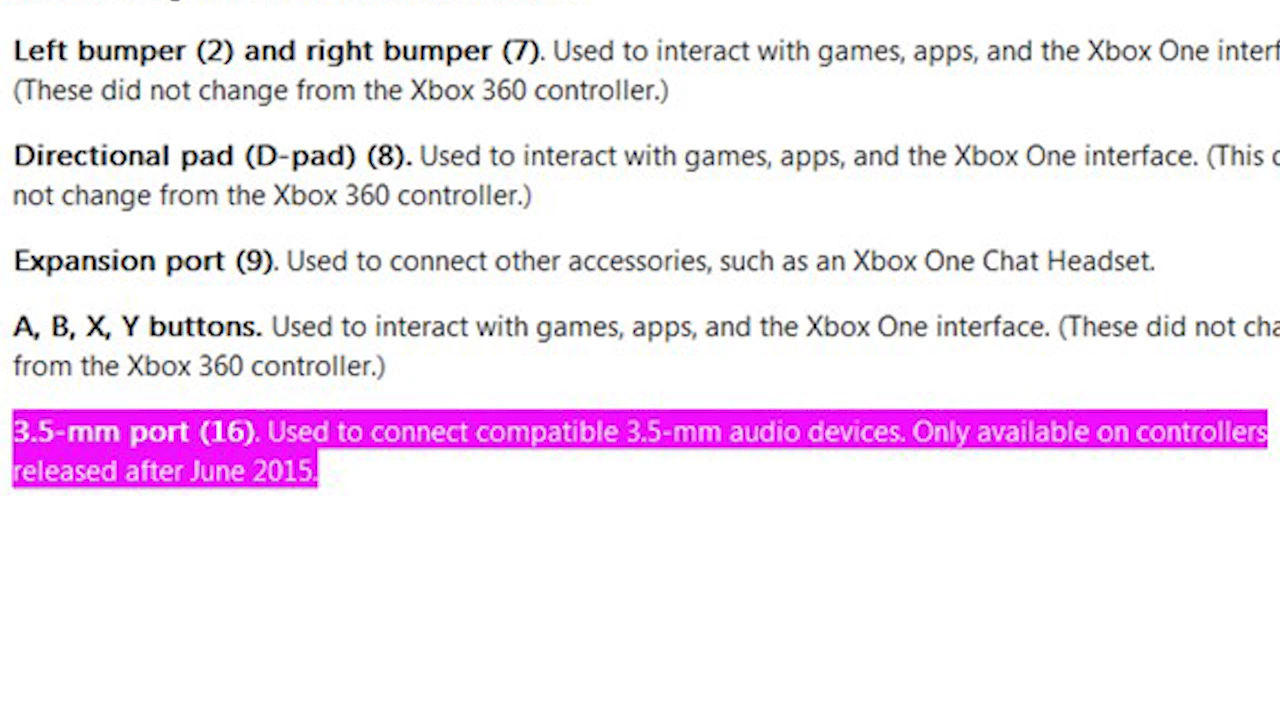 Left bumper (2) and right bumper (7). Used to interact with games, apps, and the Xbox One
(These did not change from the Xbox 360 controller.)
Directional pad (D-pad) (8). Used to interact with games, apps, and the Xbox One interface. (This
not change from the Xbox 360 controller.)
Expansion port (9). Used to connect other accessories, such as an Xbox One Chat Headset.
A, B, X, Y buttons. Used to interact with games, apps, and the Xbox One interface. (These did not
from the Xbox 360 controller.)
3.5-mm port (16). Used to connect compatible 3.5-mm audio devices. Only available on controllers
released after June 2015.